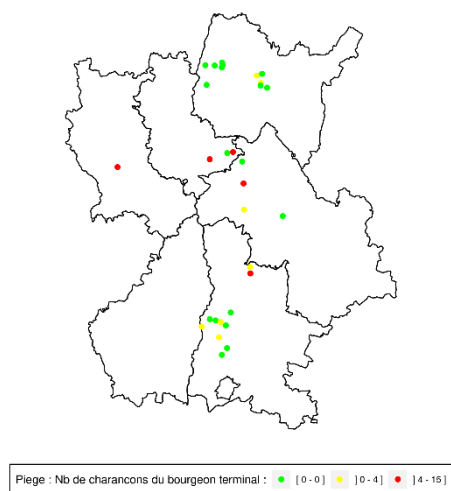 Piege : Nb de charancons du bourgeon terminal : [ 0 - 0 ] ] 0 - 4 ] ] 4 - 15 ]